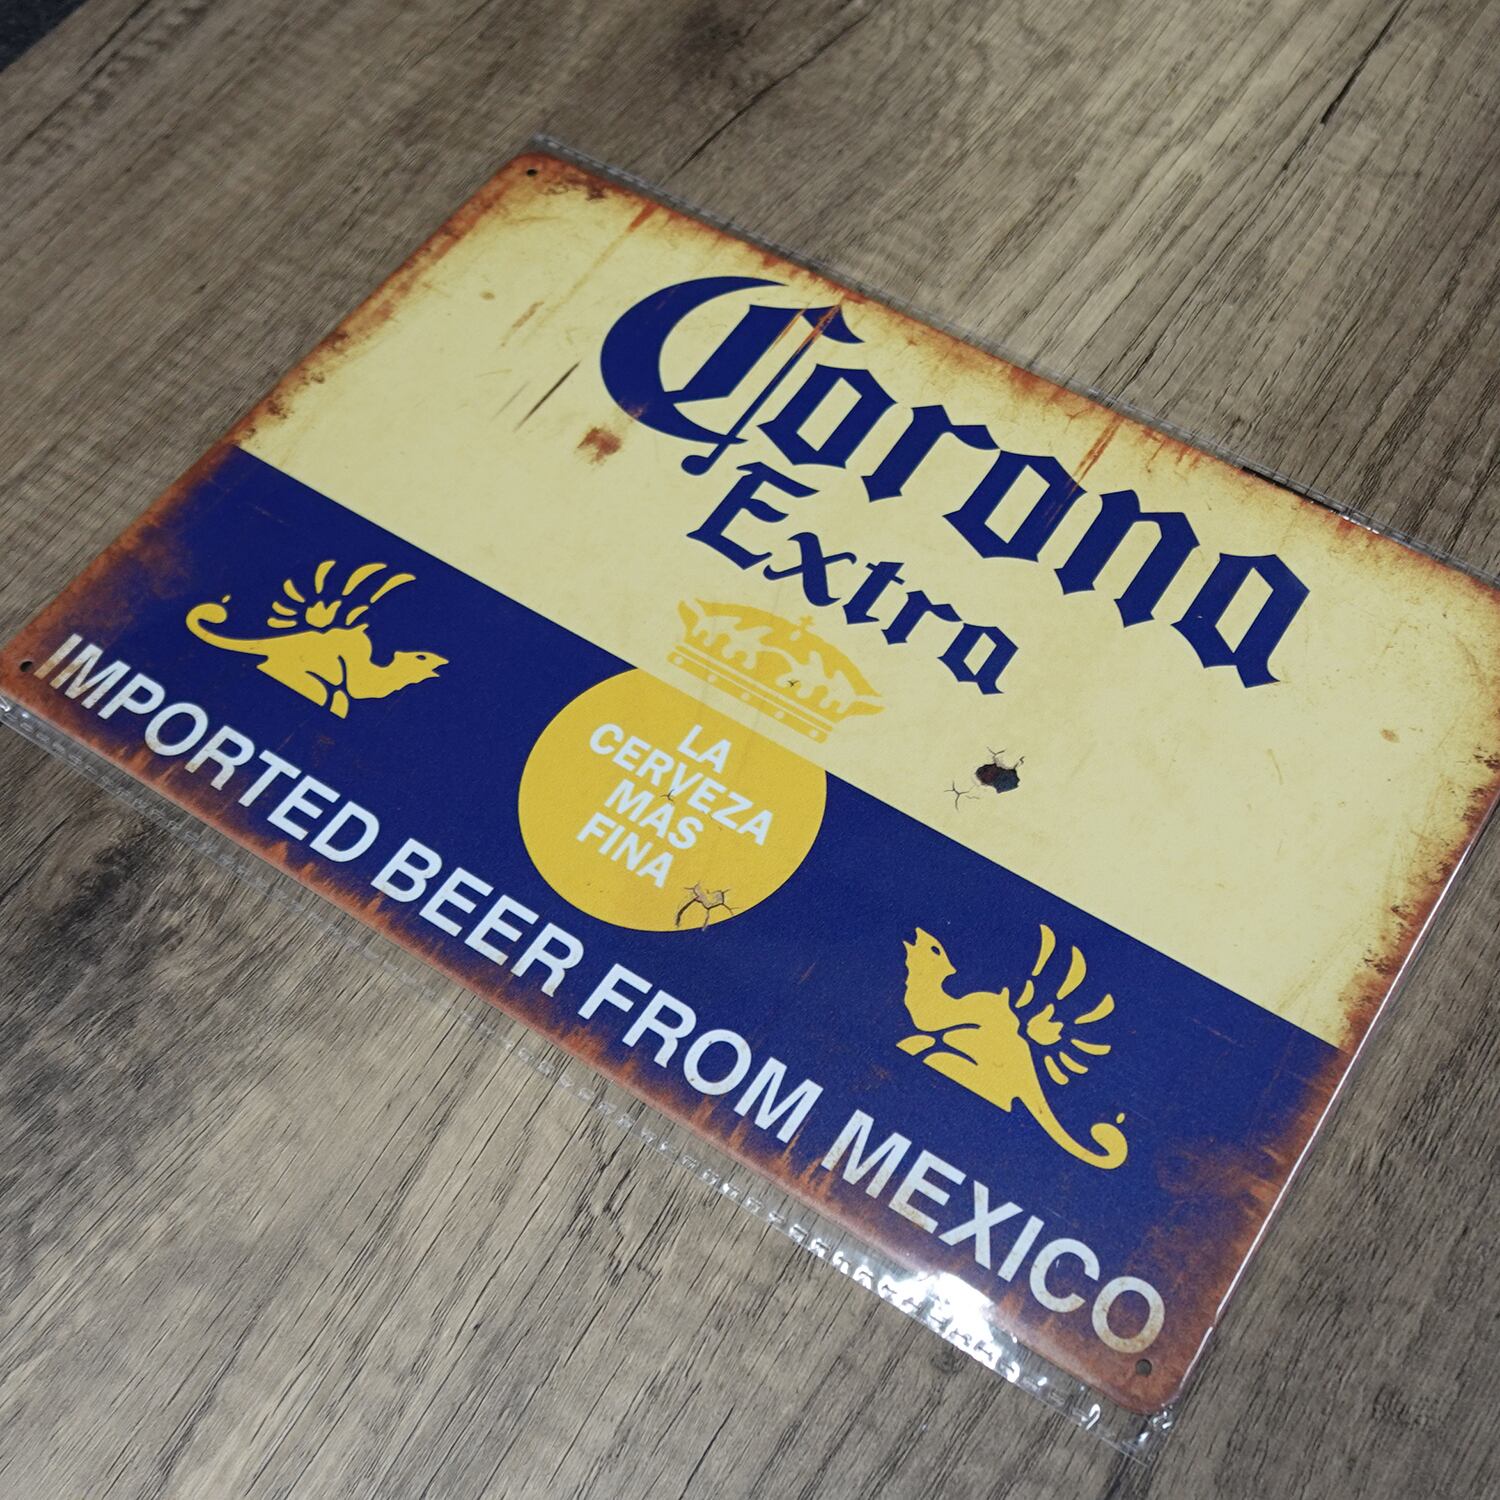 Corona
Extra
LA
CERVEZA
MAS
FINA
IMPORTED BEER FROM MEXICO